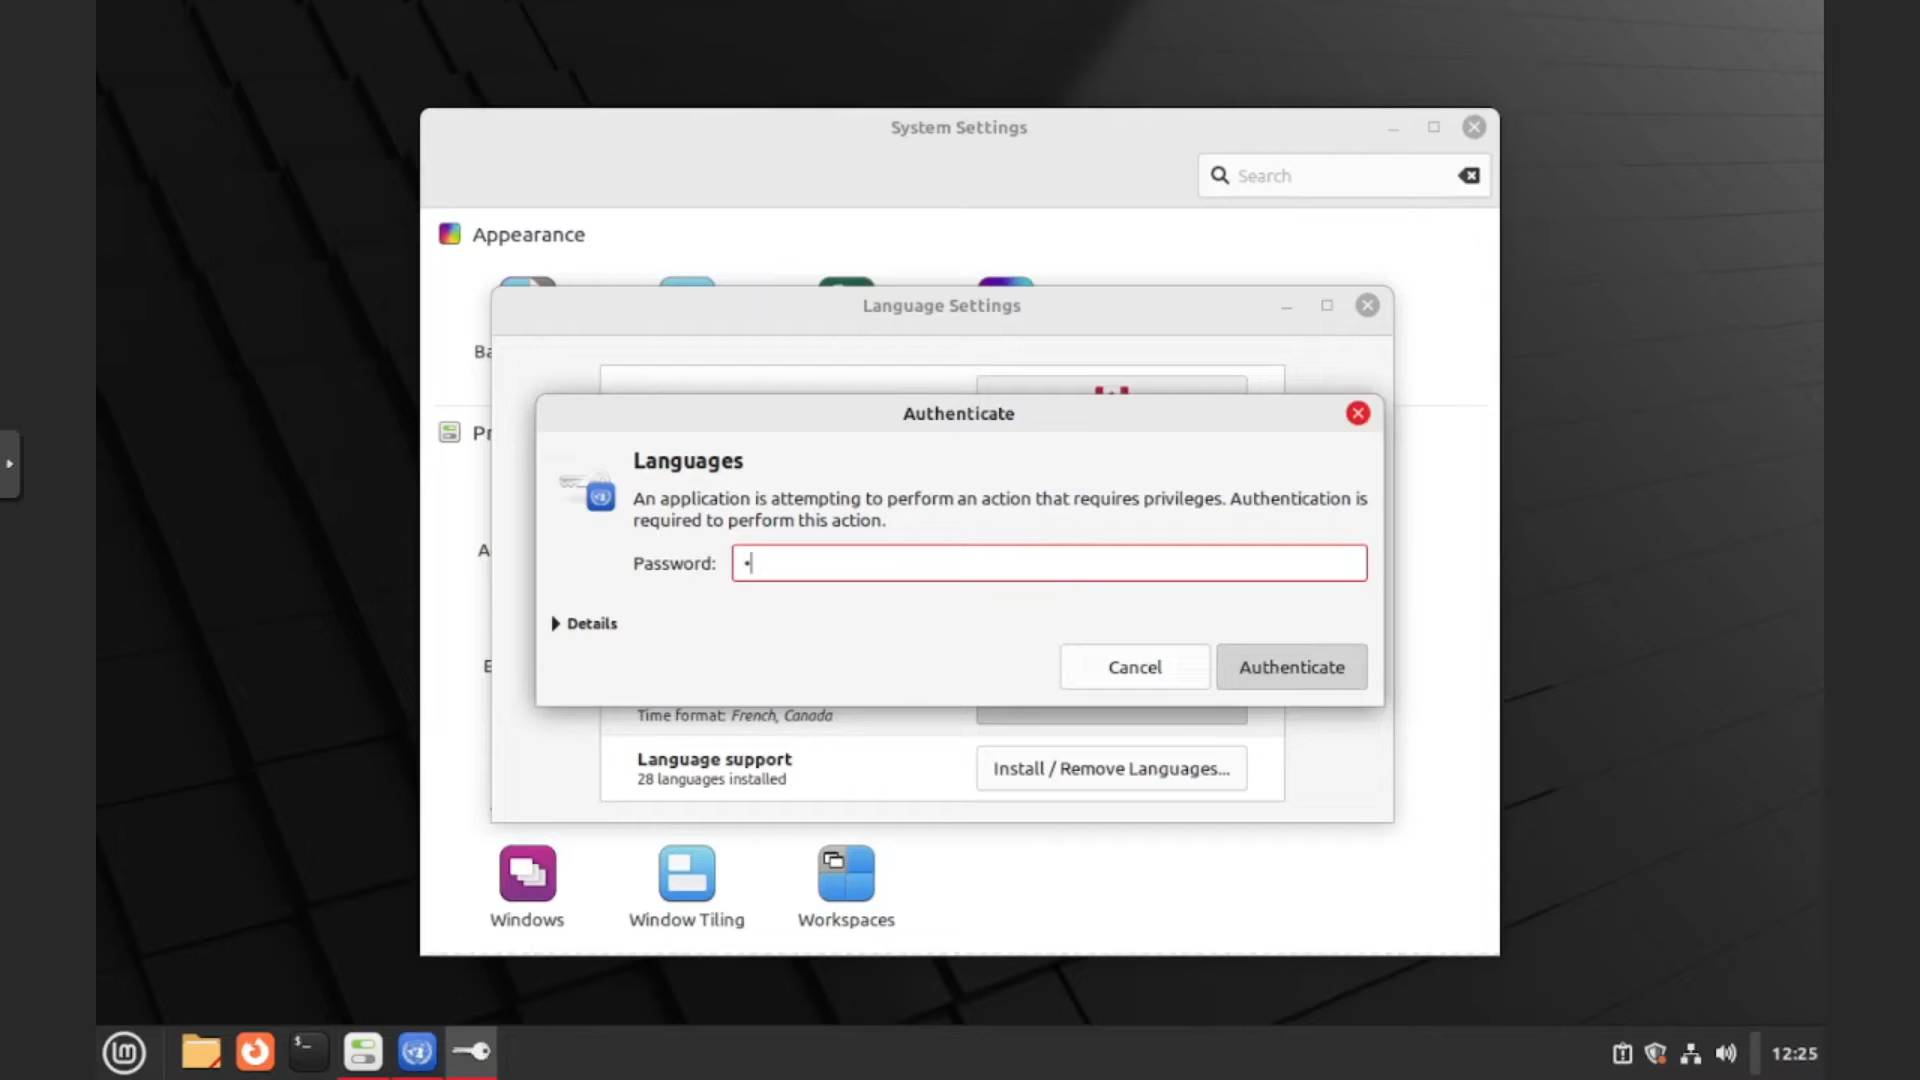 System Settings
Search
Appearance
Language Settings
Ba
Authenticate
Pr
Languages
An application is attempting to perform an action that requires privileges. Authentication is
required to perform this action.
A
Password: •
Details
E
Cancel
Authenticate
Time format: French, Canada
Language support
28 languages installed
Install / Remove Languages...
Windows
Window Tiling
Workspaces
$_
12:25